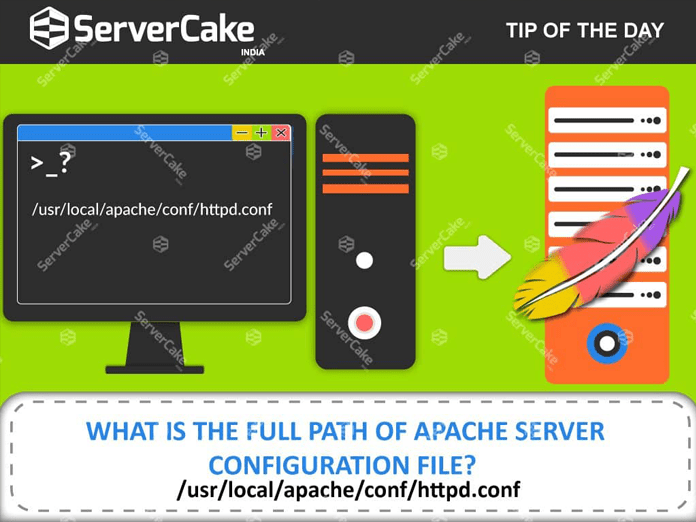 ServerCake
INDIA
TIP OF THE DAY
>_?
/usr/local/apache/conf/httpd.conf
WHAT IS THE FULL PATH OF APACHE SERVER
CONFIGURATION FILE?
/usr/local/apache/conf/httpd.conf